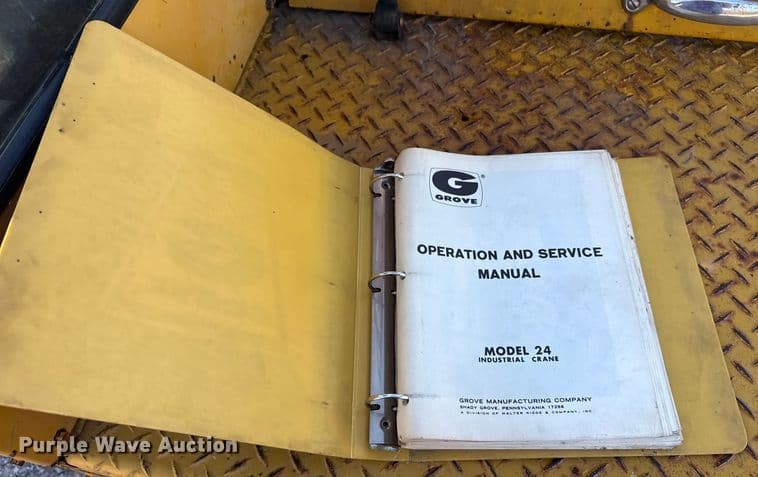 G®
GROVE
OPERATION AND SERVICE
MANUAL
MODEL 24
INDUSTRIAL CRANE
GROVE MANUFACTURING COMPANY
SHADY GROVE, PENNSYLVANIA 17256
A DIVISION OF WALTER KIDDE & COMPANY, INC.
Purple Wave Auction